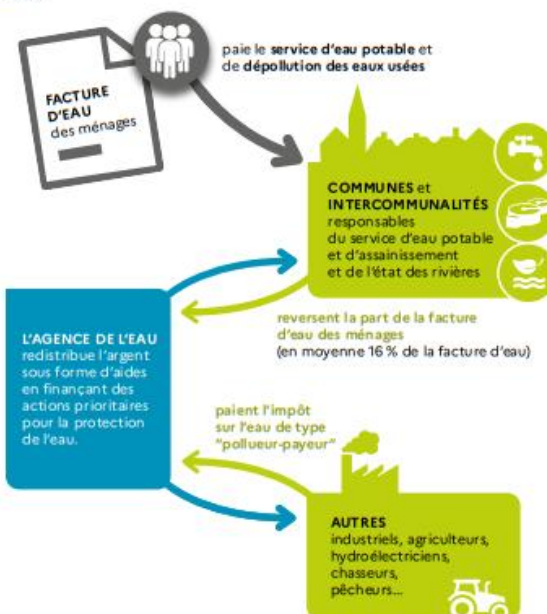 FACTURE
D'EAU
des ménages
paie le service d'eau potable et
de dépollution des eaux usées
COMMUNES et
INTERCOMMUNALITÉS
responsables
du service d'eau potable
et d'assainissement
et de l'état des rivières
reversent la part de la facture
d'eau des ménages
(en moyenne 16 % de la facture d'eau)
L'AGENCE DE L'EAU
redistribue l'argent
sous forme d'aides
en finançant des
actions prioritaires
pour la protection
de l'eau.
paient l'impôt
sur l'eau de type
"pollueur-payeur"
AUTRES
industriels, agriculteurs,
hydroélectriciens,
chasseurs,
pêcheurs...